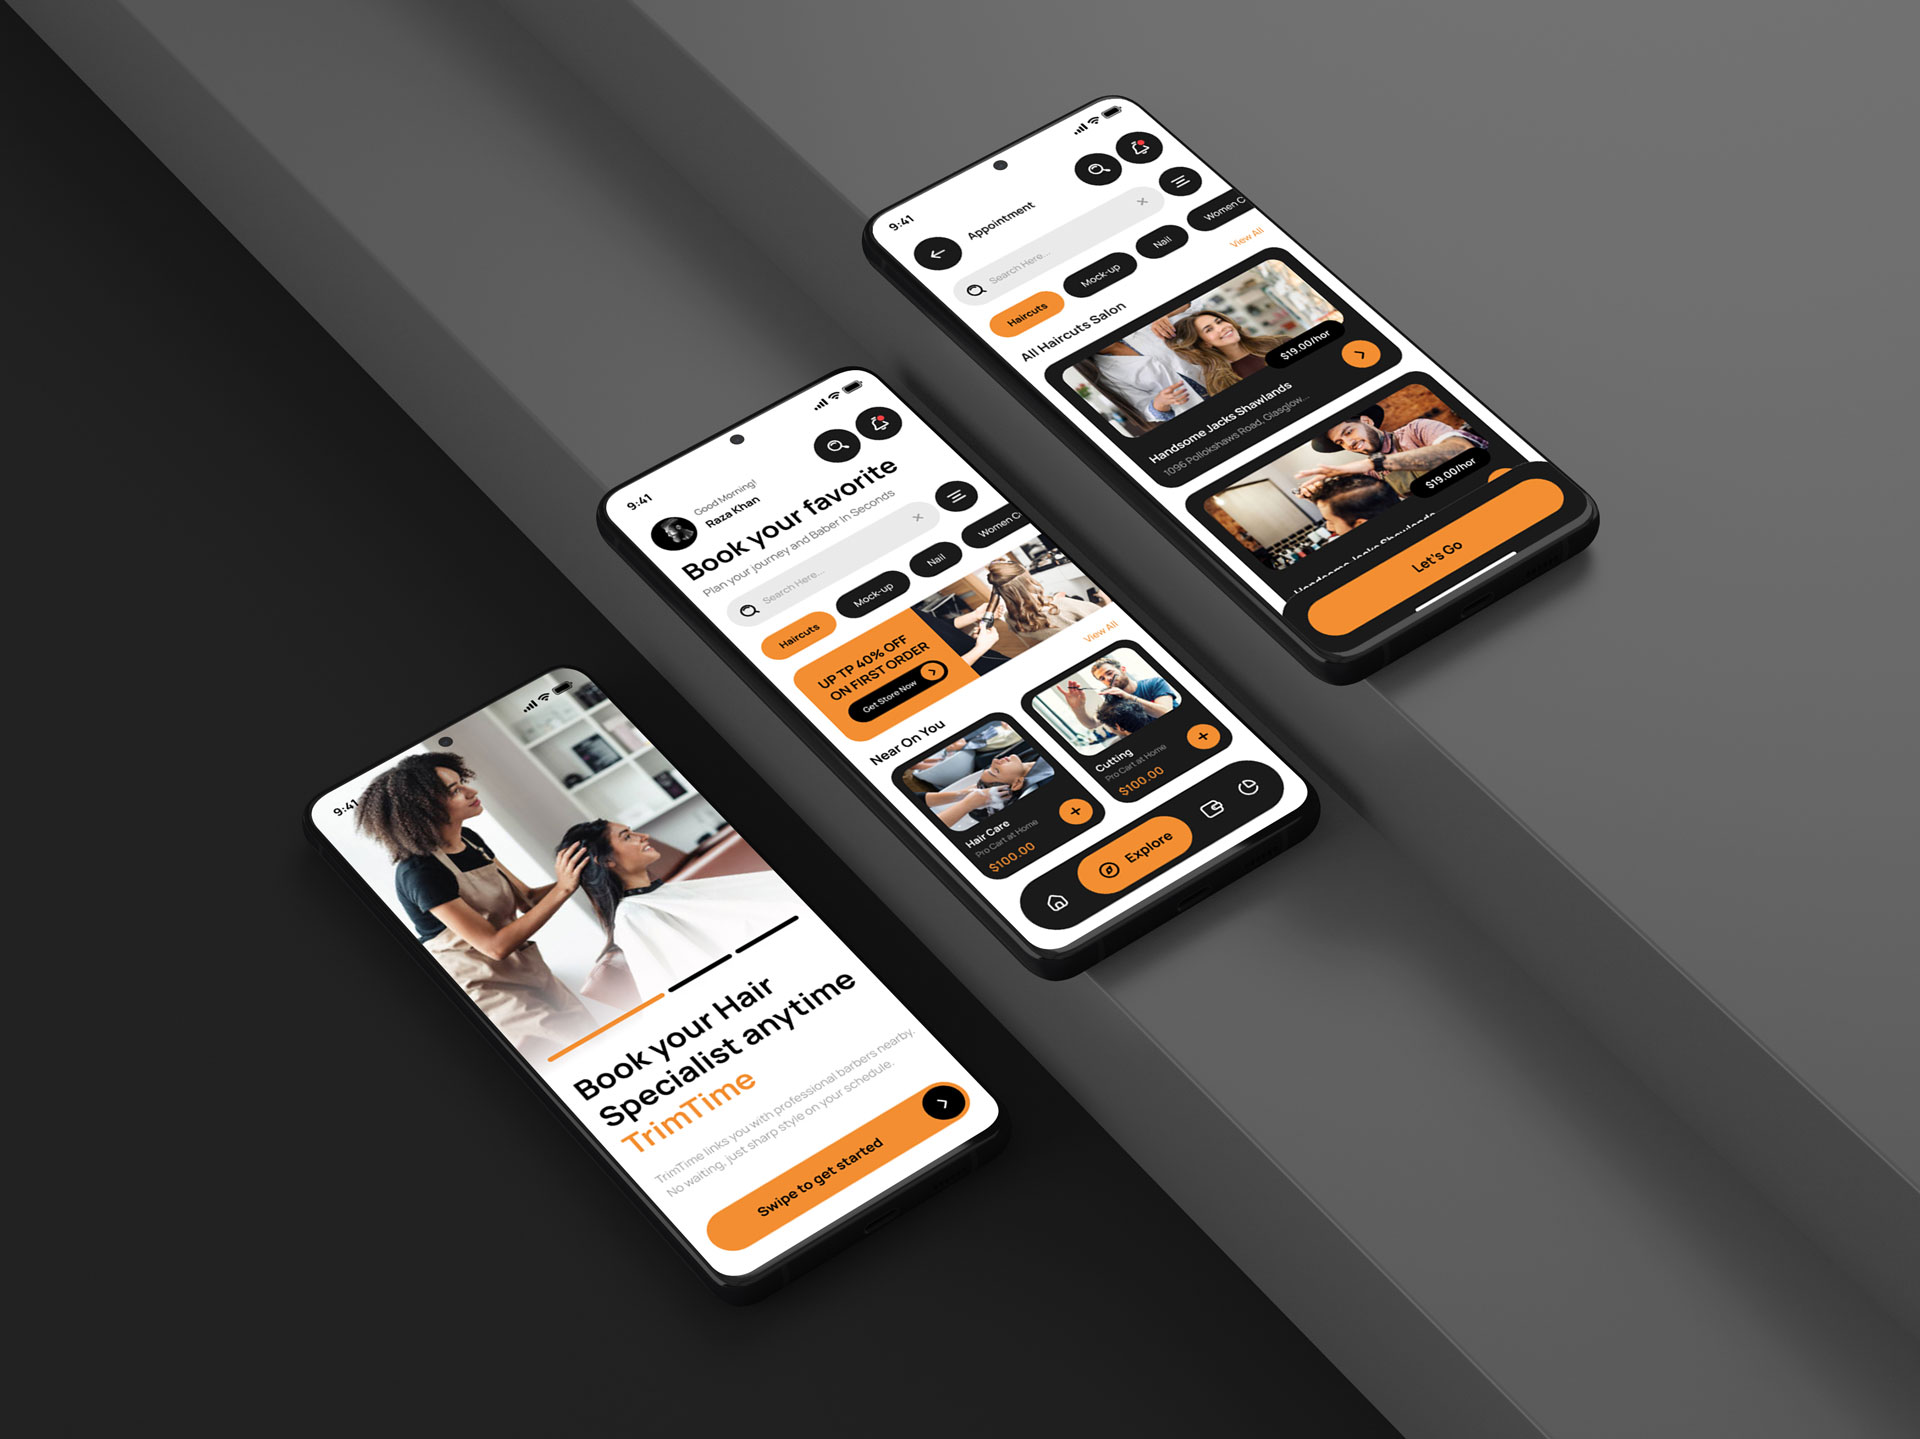 9:41
Book your Hair
Specialist anytime
TrimTime
TrimTime links you with professional barbers nearby.
No waiting, just sharp style on your schedule.
Swipe to get started
9:41
Good Morning!
Raza Khan
Book your favorite
Plan your journey and Baber in Seconds
Search Here...
Haircuts
Mock-up
Nail
Women C
UP TP 40% OFF
ON FIRST ORDER
Get Store Now
Near On You
View All
Hair Care
Pro Cart at Home
$100.00
Cutting
Pro Cart at Home
$100.00
Explore
9:41
Appointment
Search Here...
Haircuts
Mock-up
Nail
Women C
All Haircuts Salon
View All
$19.00/hor
Handsome Jacks Shawlands
1096 Pollokshaws Road, Glasglow...
$19.00/hor
Handsome Jacks Shawlands
Let's Go